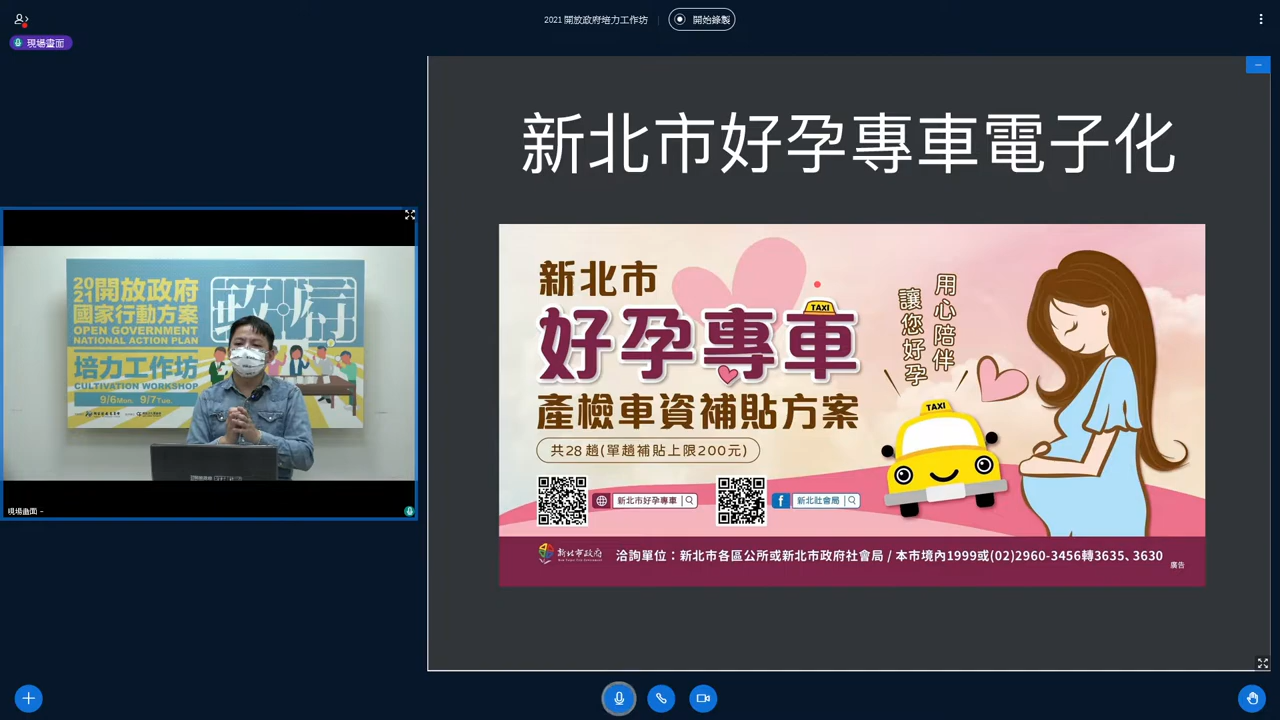 2021 開放政府培力工作坊
開始錄製
現場畫面
新北市好孕專車電子化
2021開放政府
國家行動方案
OPEN GOVERNMENT
NATIONAL ACTION PLAN
培力工作坊
CULTIVATION WORKSHOP
9/6Mon. 9/7Tue.
現場畫面
新北市
好孕專車
TAXI
產檢車資補貼方案
共28趟(單趟補貼上限200元)
新北市好孕專車
新北社會局
用心陪伴
讓您好孕
TAXI
新北市政府
洽詢單位：新北市各區公所或新北市政府社會局 / 本市境內1999或(02)2960-3456轉3635、3630
廣告